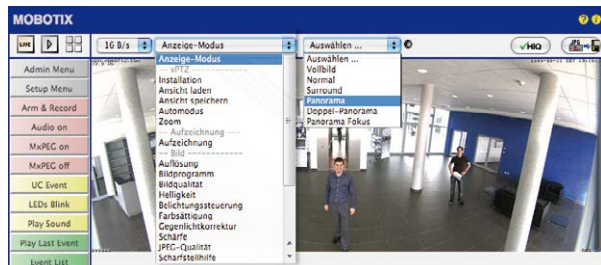 MOBOTIX
LIVE
16 B/s
Anzeige-Modus
Auswählen ...
HIQ
JPG
Admin Menu
Setup Menu
Arm & Record
Audio on
MxPEG on
MxPEG off
UC Event
LEDs Blink
Play Sound
Play Last Event
Event List
Anzeige-Modus
-- vPTZ
Installation
Ansicht laden
Ansicht speichern
Automodus
Zoom
-- Aufzeichnung ---
Aufzeichnung
-- Bild
Auflösung
Bildprogramm
Bildqualität
Helligkeit
Belichtungssteuerung
Farbsättigung
Gegenlichtkorrektur
Schärfe
JPEG-Qualität
Scharfstellhilfe
Auswählen ...
Vollbild
Normal
Surround
Panorama
Doppel-Panorama
Panorama Fokus